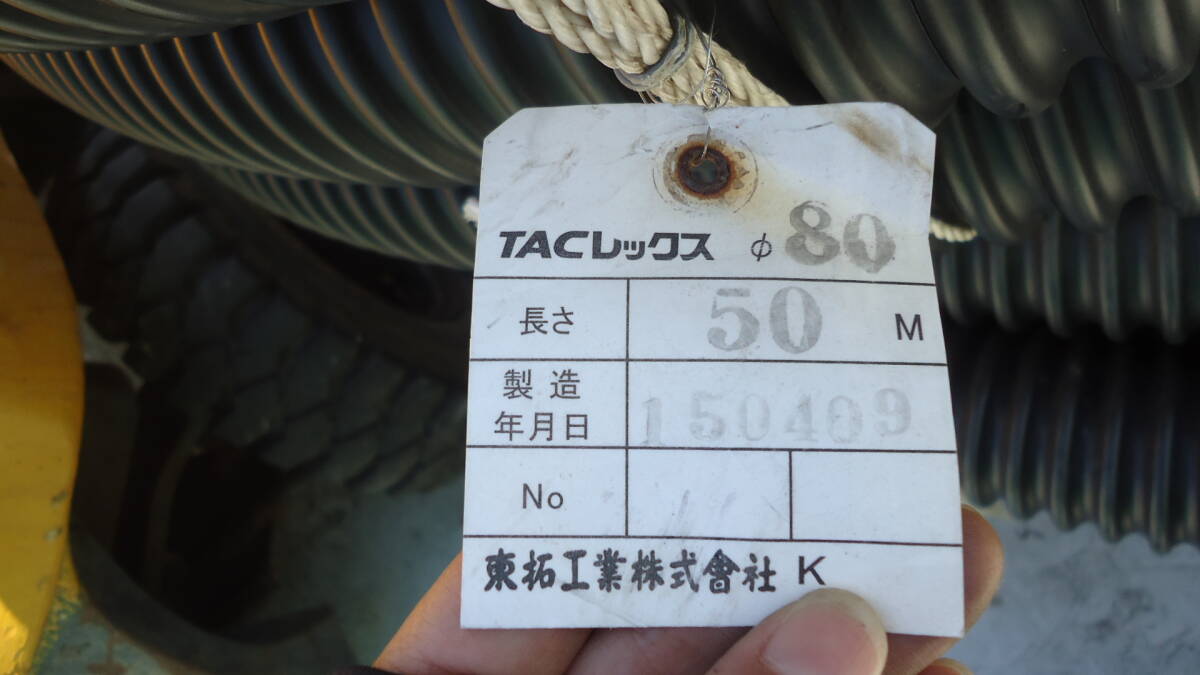 TACレックス φ 80
長さ 50 M
製造
年月日 150409
No
東拓工業株式會社 K